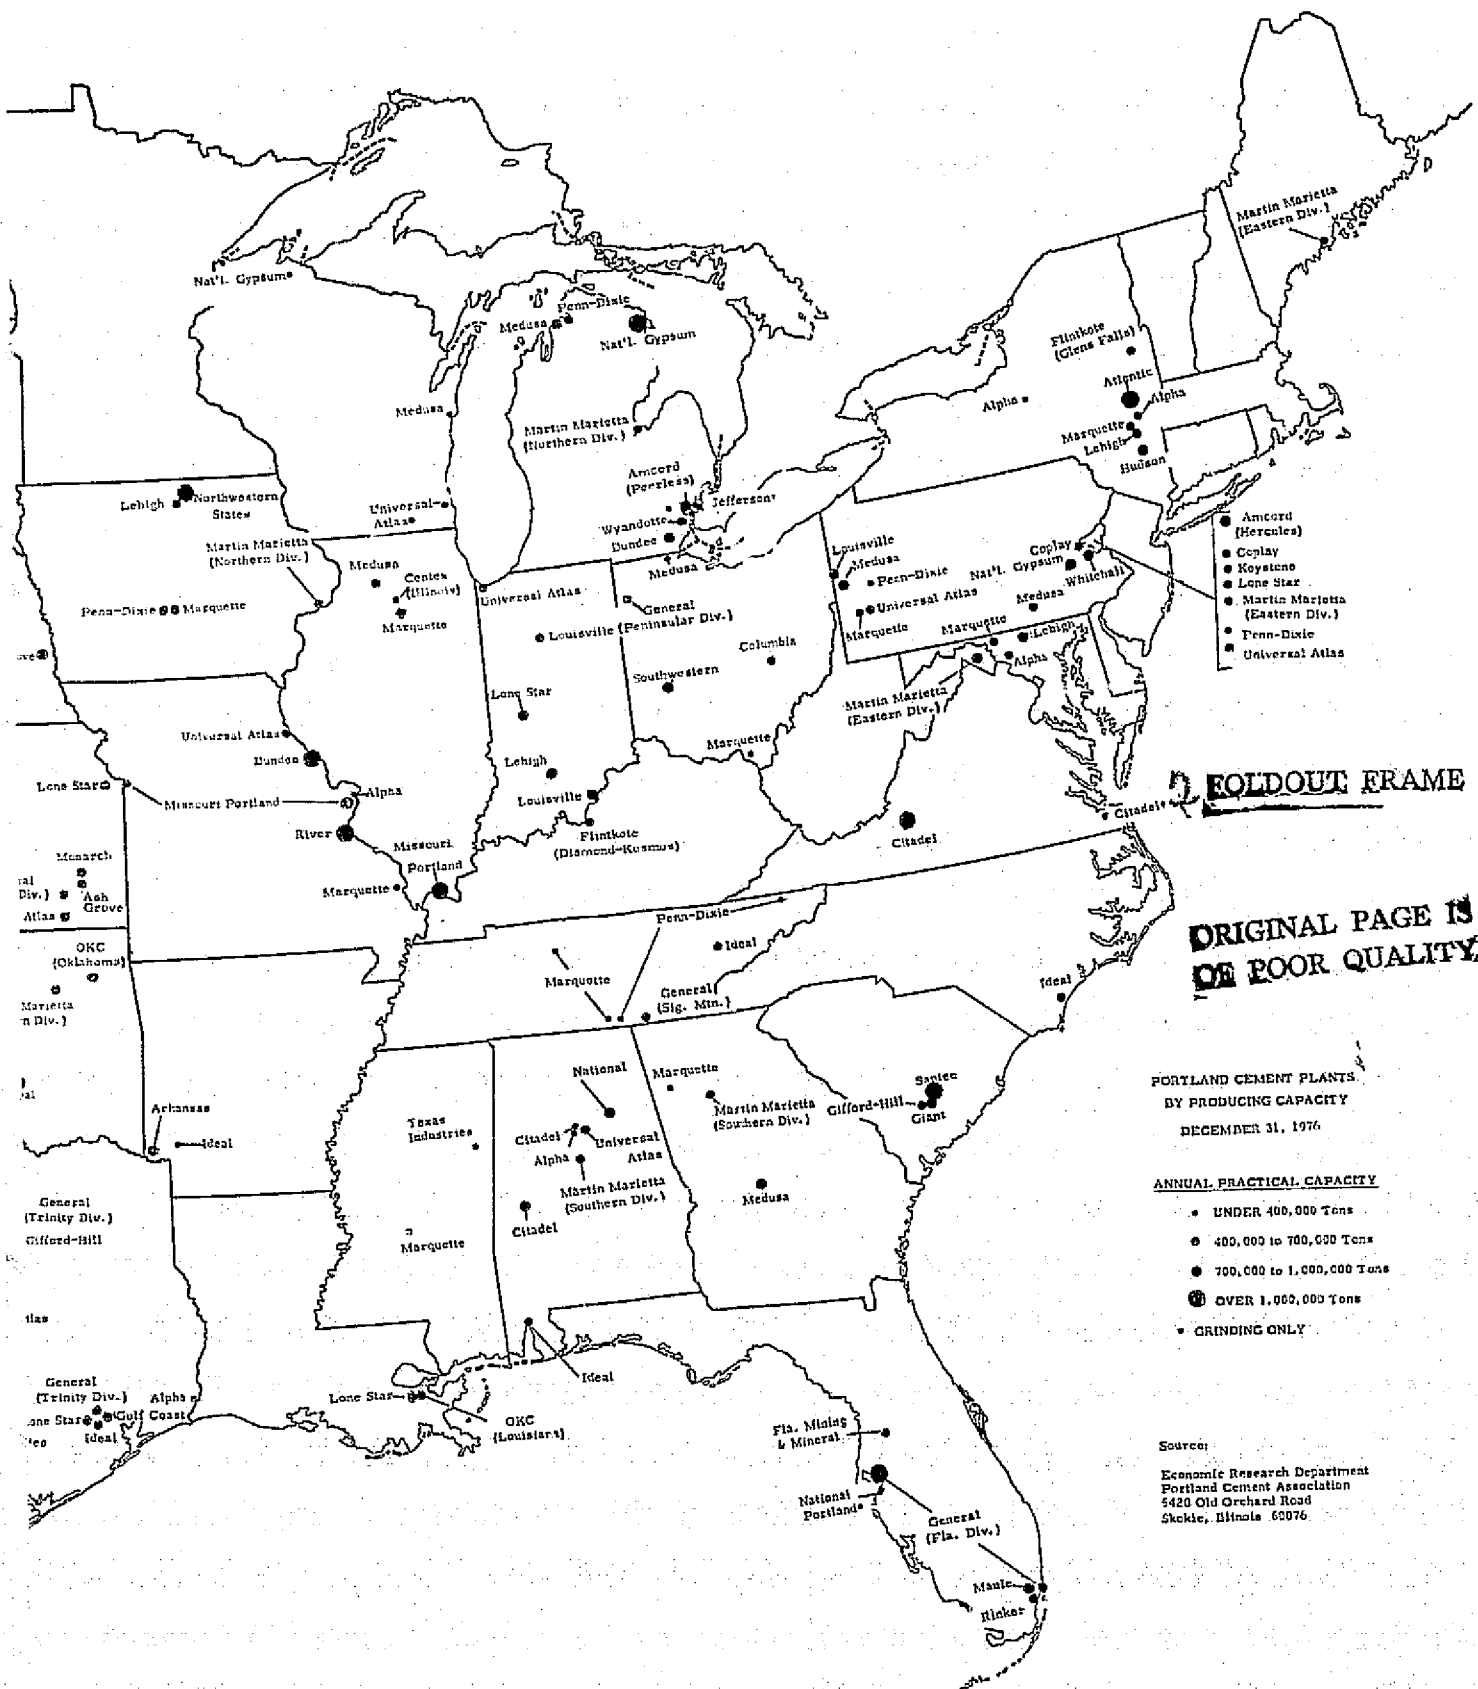 Martin Marietta
(Eastern Div.)
Nat'l. Gypsum
Penn-Dixie
Medusa
Nat'l. Gypsum
Flintkote
(Glens Falls)
Atlantic
Alpha
Alpha
Marquette
Lehigh
Hudson
Medusa
Martin Marietta
(Northern Div.)
Amcord
(Peerless)
Jefferson
Wyandotte
Dundee
Medusa
Lehigh
Northwestern
States
Universal
Atlas
Martin Marietta
(Northern Div.)
Medusa
Centex
(Illinois)
Marquette
Penn-Dixie
Marquette
Universal Atlas
General
(Peninsular Div.)
Louisville
Columbia
Southwestern
Lone Star
Lehigh
Louisville
Flintkote
(Diamond-Kosmos)
Marquette
Louisville
Medusa
Penn-Dixie
Universal Atlas
Marquette
Coplay
Nat'l. Gypsum
Whitehall
Medusa
Marquette
Lehigh
Alpha
Martin Marietta
(Eastern Div.)
Amcord
(Hercules)
Coplay
Keystone
Lone Star
Martin Marietta
(Eastern Div.)
Penn-Dixie
Universal Atlas
Universal Atlas
Dundee
Lone Star
Missouri Portland
Alpha
River
Missouri
Portland
Marquette
Monarch
Div.)
Ash
Grove
Atlas
OKC
(Oklahoma)
Marietta
n Div.)
Citadel
Citadel
2 FOLDOUT FRAME
ORIGINAL PAGE IS
OF POOR QUALITY
Penn-Dixie
Ideal
Marquette
General
(Sig. Mtn.)
Ideal
National
Marquette
Martin Marietta
(Southern Div.)
Santee
Gifford-Hill
Giant
Arkansas
Ideal
Texas
Industries
Citadel
Universal
Atlas
Alpha
Martin Marietta
(Southern Div.)
Citadel
Medusa
Marquette
General
(Trinity Div.)
Gifford-Hill
tlas
General
(Trinity Div.)
Alpha
one Star
Gulf Coast
Ideal
Lone Star
OKC
(Louisiana)
Ideal
Fla. Mining
& Mineral
National
Portland
General
(Fla. Div.)
Maule
Rinker
PORTLAND CEMENT PLANTS
BY PRODUCING CAPACITY
DECEMBER 31, 1976
ANNUAL PRACTICAL CAPACITY
UNDER 400,000 Tons
400,000 to 700,000 Tons
700,000 to 1,000,000 Tons
OVER 1,000,000 Tons
GRINDING ONLY
Source:
Economic Research Department
Portland Cement Association
5420 Old Orchard Road
Skokie, Illinois 60076